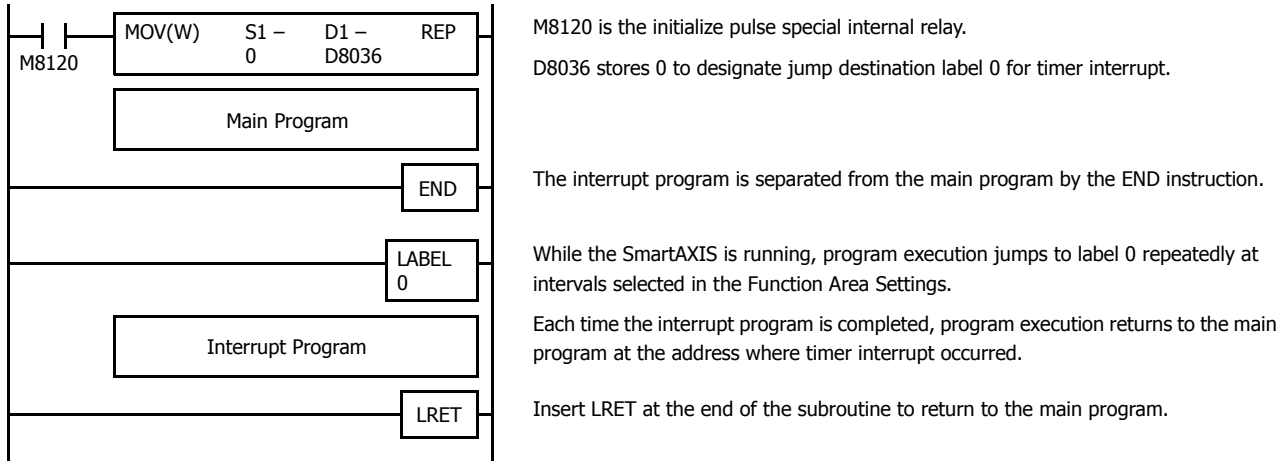 MOV(W) S1 – D1 – REP
0 D8036
M8120
M8120 is the initialize pulse special internal relay.
D8036 stores 0 to designate jump destination label 0 for timer interrupt.
Main Program
END
The interrupt program is separated from the main program by the END instruction.
LABEL
0
While the SmartAXIS is running, program execution jumps to label 0 repeatedly at
intervals selected in the Function Area Settings.
Interrupt Program
Each time the interrupt program is completed, program execution returns to the main
program at the address where timer interrupt occurred.
LRET
Insert LRET at the end of the subroutine to return to the main program.